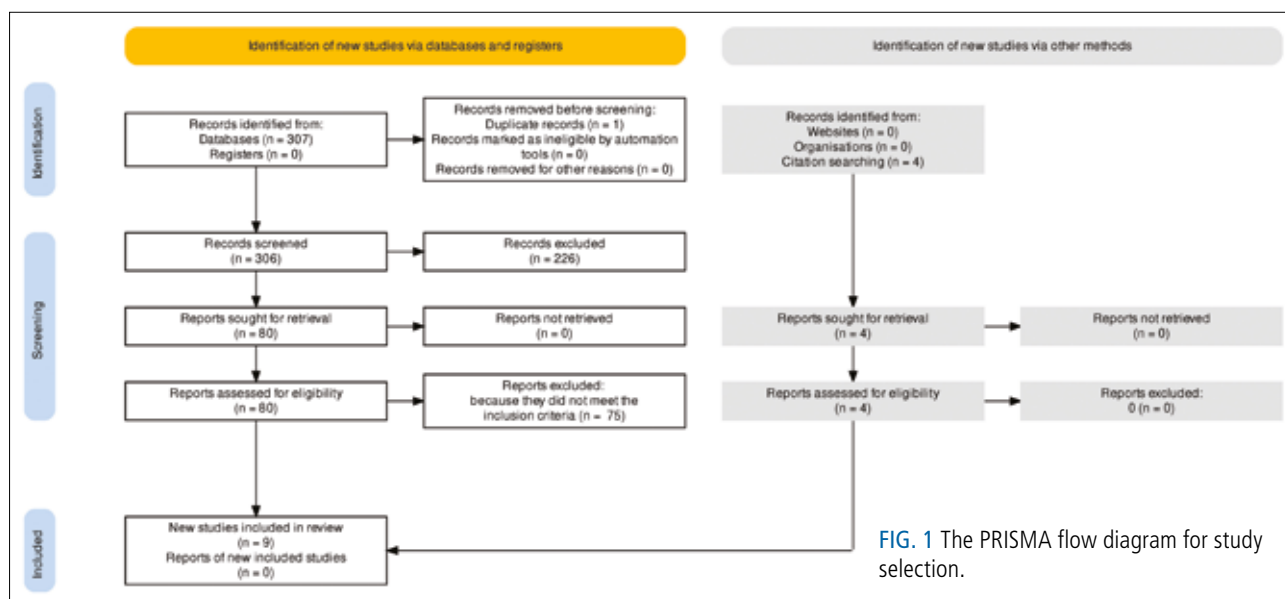 Identification of new studies via databases and registers
Identification of new studies via other methods
Identification
Records identified from:
Databases (n = 307)
Registers (n = 0)
Records removed before screening:
Duplicate records (n = 1)
Records marked as ineligible by automation
tools (n = 0)
Records removed for other reasons (n = 0)
Records identified from:
Websites (n = 0)
Organisations (n = 0)
Citation searching (n = 4)
Screening
Records screened
(n = 306)
Records excluded
(n = 226)
Reports sought for retrieval
(n = 80)
Reports not retrieved
(n = 0)
Reports sought for retrieval
(n = 4)
Reports not retrieved
(n = 0)
Reports assessed for eligibility
(n = 80)
Reports excluded:
because they did not meet the
inclusion criteria (n = 75)
Reports assessed for eligibility
(n = 4)
Reports excluded:
0 (n = 0)
Included
New studies included in review
(n = 9)
Reports of new included studies
(n = 0)
FIG. 1 The PRISMA flow diagram for study
selection.